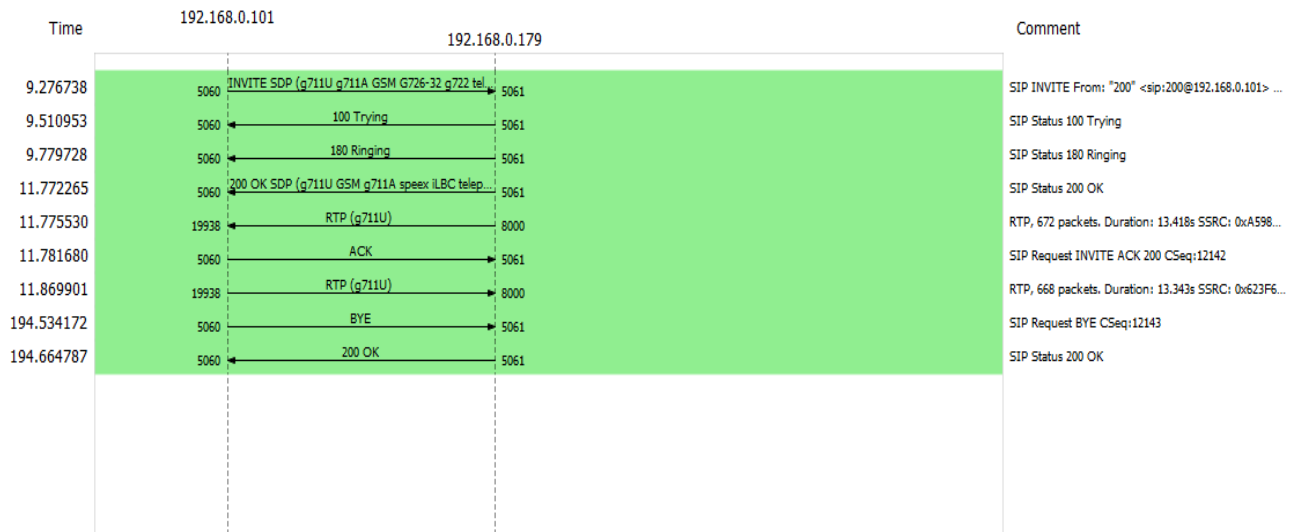 Time 192.168.0.101 192.168.0.179 Comment
9.276738 5060 INVITE SDP (g711U g711A GSM G726-32 g722 tel... 5061 SIP INVITE From: "200" <sip:200@192.168.0.101> ...
9.510953 5060 100 Trying 5061 SIP Status 100 Trying
9.779728 5060 180 Ringing 5061 SIP Status 180 Ringing
11.772265 5060 200 OK SDP (g711U GSM g711A speex iLBC telep... 5061 SIP Status 200 OK
11.775530 19938 RTP (g711U) 8000 RTP, 672 packets. Duration: 13.418s SSRC: 0xA598...
11.781680 5060 ACK 5061 SIP Request INVITE ACK 200 CSeq:12142
11.869901 19938 RTP (g711U) 8000 RTP, 668 packets. Duration: 13.343s SSRC: 0x623F6...
194.534172 5060 BYE 5061 SIP Request BYE CSeq:12143
194.664787 5060 200 OK 5061 SIP Status 200 OK